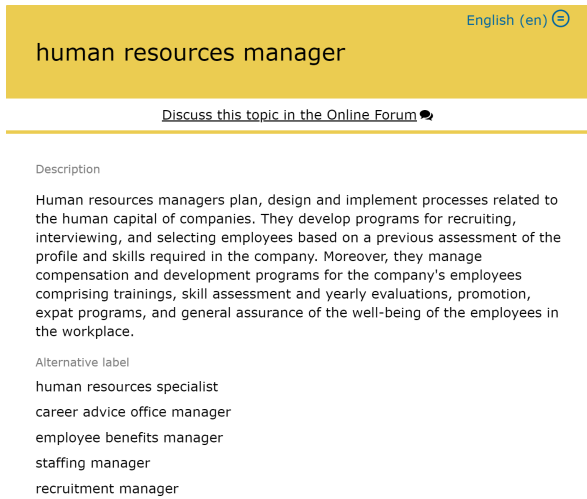 English (en)
human resources manager
Discuss this topic in the Online Forum
Description
Human resources managers plan, design and implement processes related to
the human capital of companies. They develop programs for recruiting,
interviewing, and selecting employees based on a previous assessment of the
profile and skills required in the company. Moreover, they manage
compensation and development programs for the company's employees
comprising trainings, skill assessment and yearly evaluations, promotion,
expat programs, and general assurance of the well-being of the employees in
the workplace.
Alternative label
human resources specialist
career advice office manager
employee benefits manager
staffing manager
recruitment manager